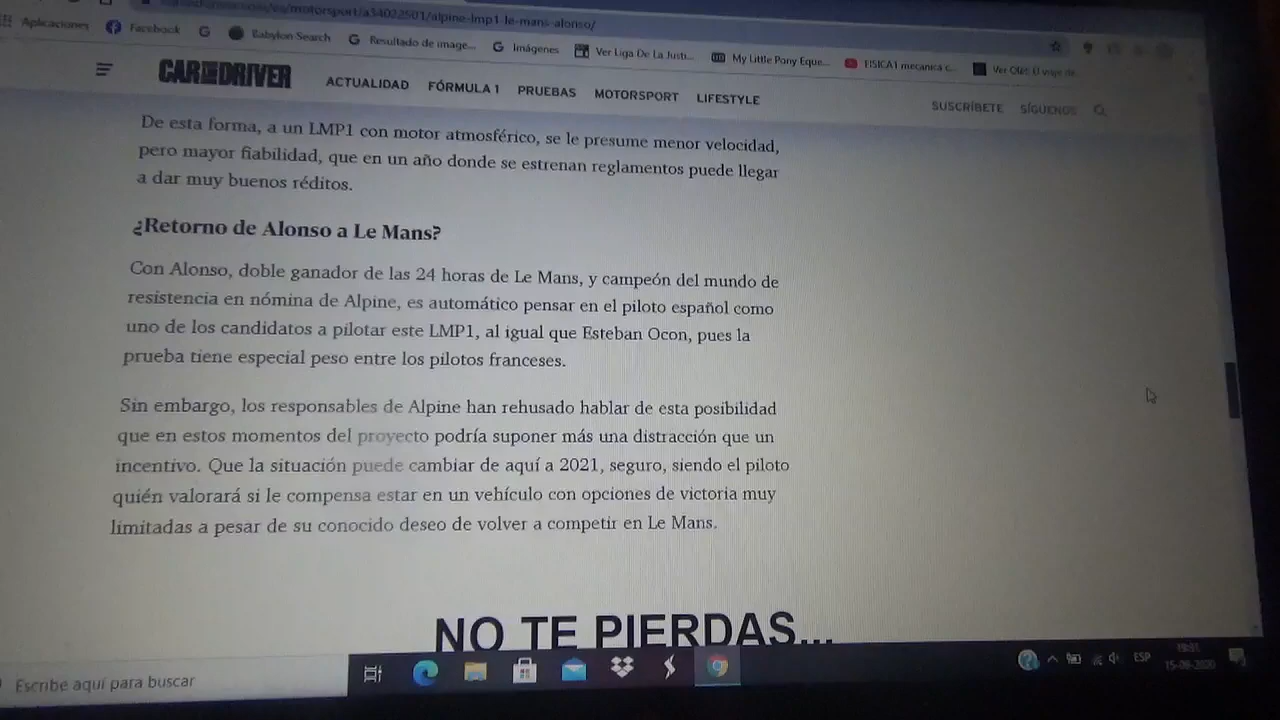 motorsport/a34022501/alpine-lmp1-le-mans-alonso/
Aplicaciones Facebook Babylon Search Resultado de image... Imágenes Ver Liga De La Justi... My Little Pony Eque... FISICA1 mecanica c...
CAR AND DRIVER ACTUALIDAD FÓRMULA 1 PRUEBAS MOTORSPORT LIFESTYLE SUSCRÍBETE SÍGUENOS
De esta forma, a un LMP1 con motor atmosférico, se le presume menor velocidad,
pero mayor fiabilidad, que en un año donde se estrenan reglamentos puede llegar
a dar muy buenos réditos.
¿Retorno de Alonso a Le Mans?
Con Alonso, doble ganador de las 24 horas de Le Mans, y campeón del mundo de
resistencia en nómina de Alpine, es automático pensar en el piloto español como
uno de los candidatos a pilotar este LMP1, al igual que Esteban Ocon, pues la
prueba tiene especial peso entre los pilotos franceses.
Sin embargo, los responsables de Alpine han rehusado hablar de esta posibilidad
que en estos momentos del proyecto podría suponer más una distracción que un
incentivo. Que la situación puede cambiar de aquí a 2021, seguro, siendo el piloto
quién valorará si le compensa estar en un vehículo con opciones de victoria muy
limitadas a pesar de su conocido deseo de volver a competir en Le Mans.
NO TE PIERDAS...
Escribe aquí para buscar ESP